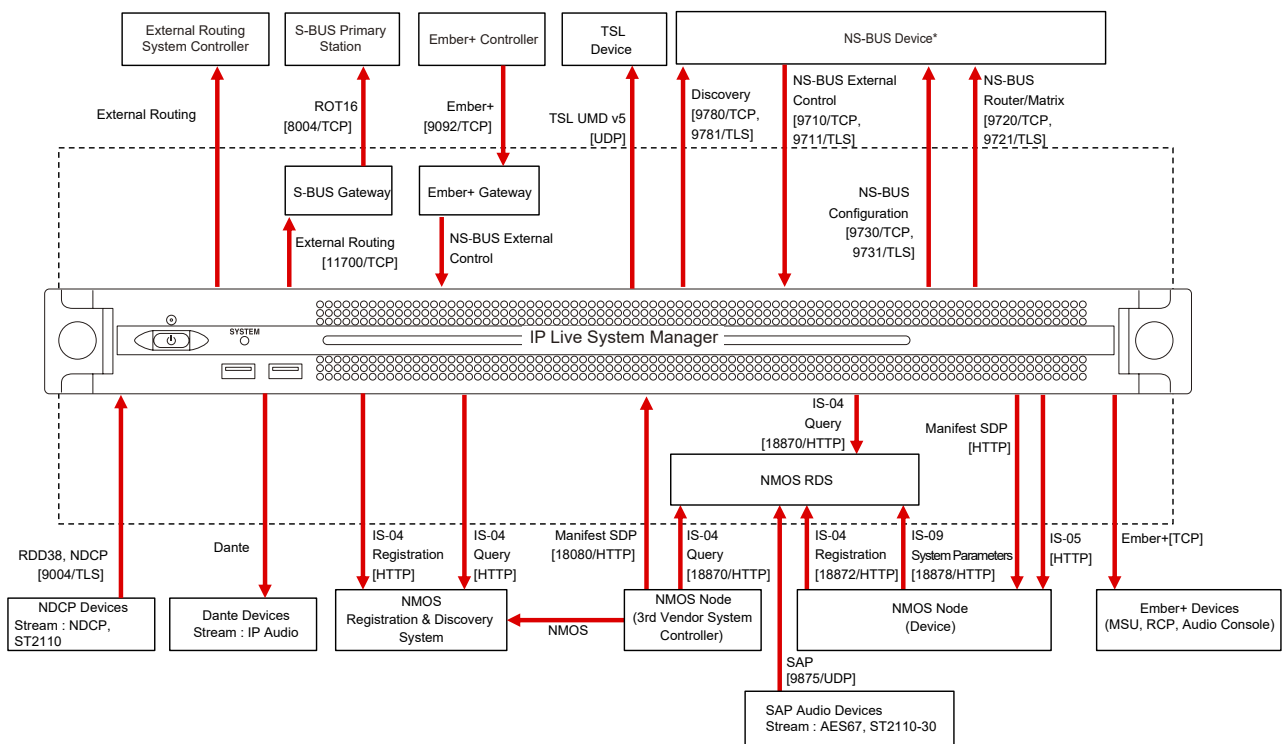 External Routing
System Controller
S-BUS Primary
Station
Ember+ Controller
TSL
Device
NS-BUS Device*
External Routing
ROT16
[8004/TCP]
Ember+
[9092/TCP]
TSL UMD v5
[UDP]
Discovery
[9780/TCP,
9781/TLS]
NS-BUS External
Control
[9710/TCP,
9711/TLS]
NS-BUS
Router/Matrix
[9720/TCP,
9721/TLS]
S-BUS Gateway
Ember+ Gateway
NS-BUS
Configuration
[9730/TCP,
9731/TLS]
External Routing
[11700/TCP]
NS-BUS External
Control
SYSTEM
IP Live System Manager
IS-04
Query
[18870/HTTP]
Manifest SDP
[HTTP]
NMOS RDS
RDD38, NDCP
[9004/TLS]
Dante
IS-04
Registration
[HTTP]
IS-04
Query
[HTTP]
Manifest SDP
[18080/HTTP]
IS-04
Query
[18870/HTTP]
IS-04
Registration
[18872/HTTP]
IS-09
System Parameters
[18878/HTTP]
IS-05
[HTTP]
Ember+[TCP]
NDCP Devices
Stream : NDCP,
ST2110
Dante Devices
Stream : IP Audio
NMOS
Registration & Discovery
System
NMOS
NMOS Node
(3rd Vendor System
Controller)
NMOS Node
(Device)
Ember+ Devices
(MSU, RCP, Audio Console)
SAP
[9875/UDP]
SAP Audio Devices
Stream : AES67, ST2110-30